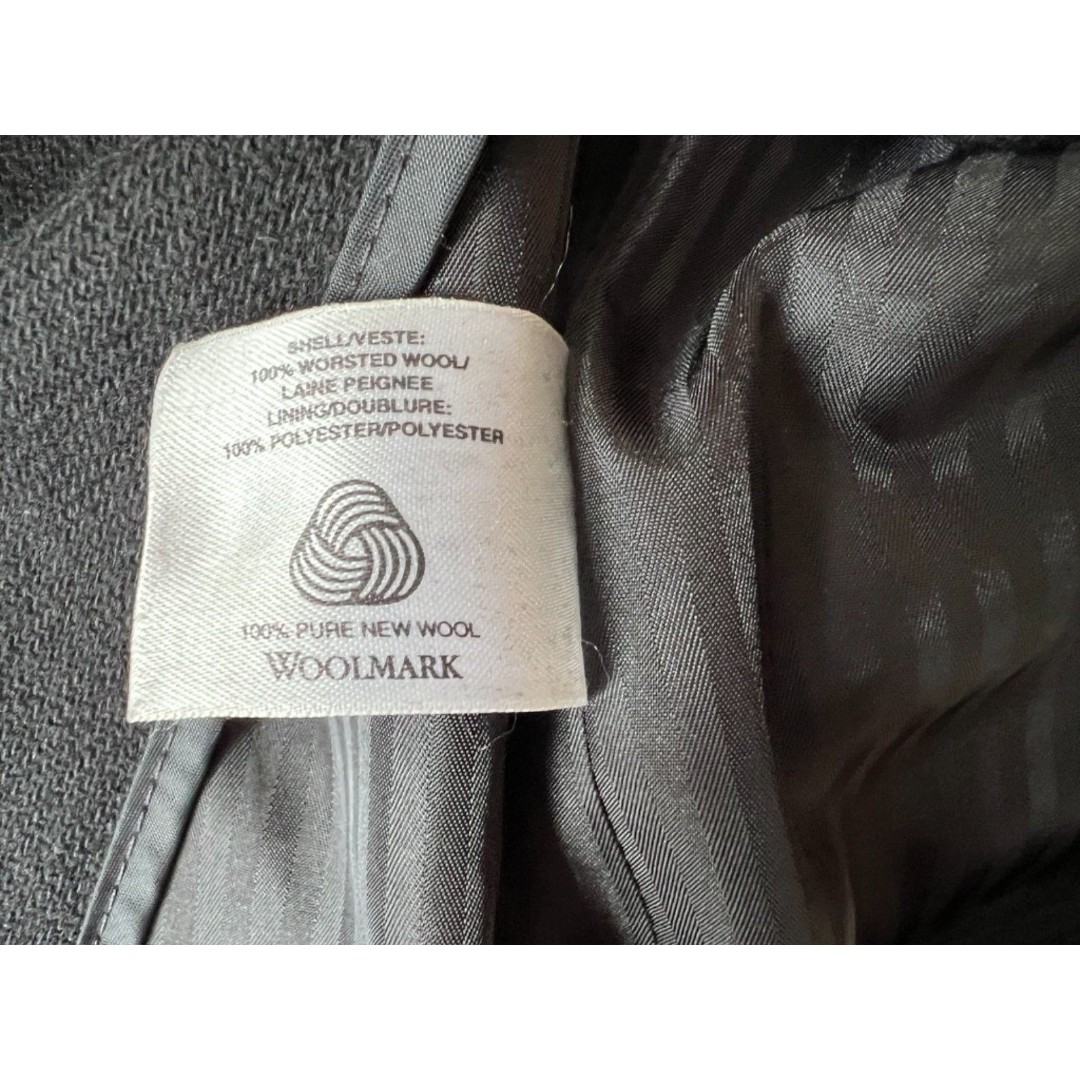 SHELL/VESTE:
100% WORSTED WOOL/
LAINE PEIGNEE
LINING/DOUBLURE:
100% POLYESTER/POLYESTER
100% PURE NEW WOOL
WOOLMARK